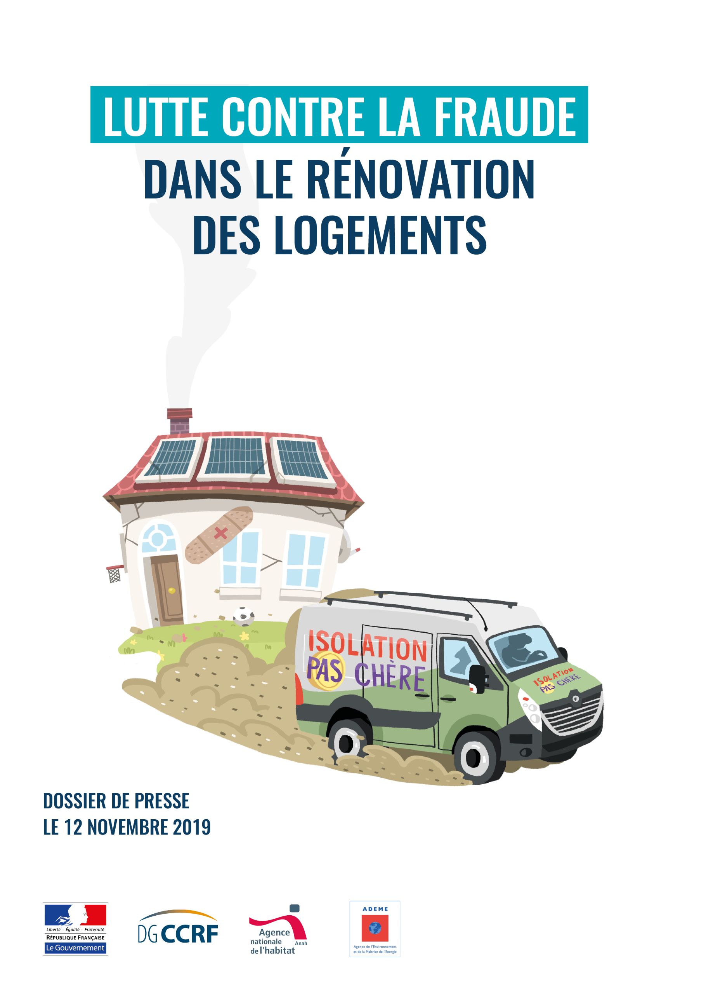 LUTTE CONTRE LA FRAUDE
DANS LE RÉNOVATION
DES LOGEMENTS
ISOLATION
PAS CHÈRE
ISOLATION
PAS CHÈRE
DOSSIER DE PRESSE
LE 12 NOVEMBRE 2019
Liberté • Égalité • Fraternité
RÉPUBLIQUE FRANÇAISE
Le Gouvernement
DGCCRF
Agence
nationale
de l'habitat
Anah
ADEME
Agence de l'Environnement
et de la Maîtrise de l'Energie